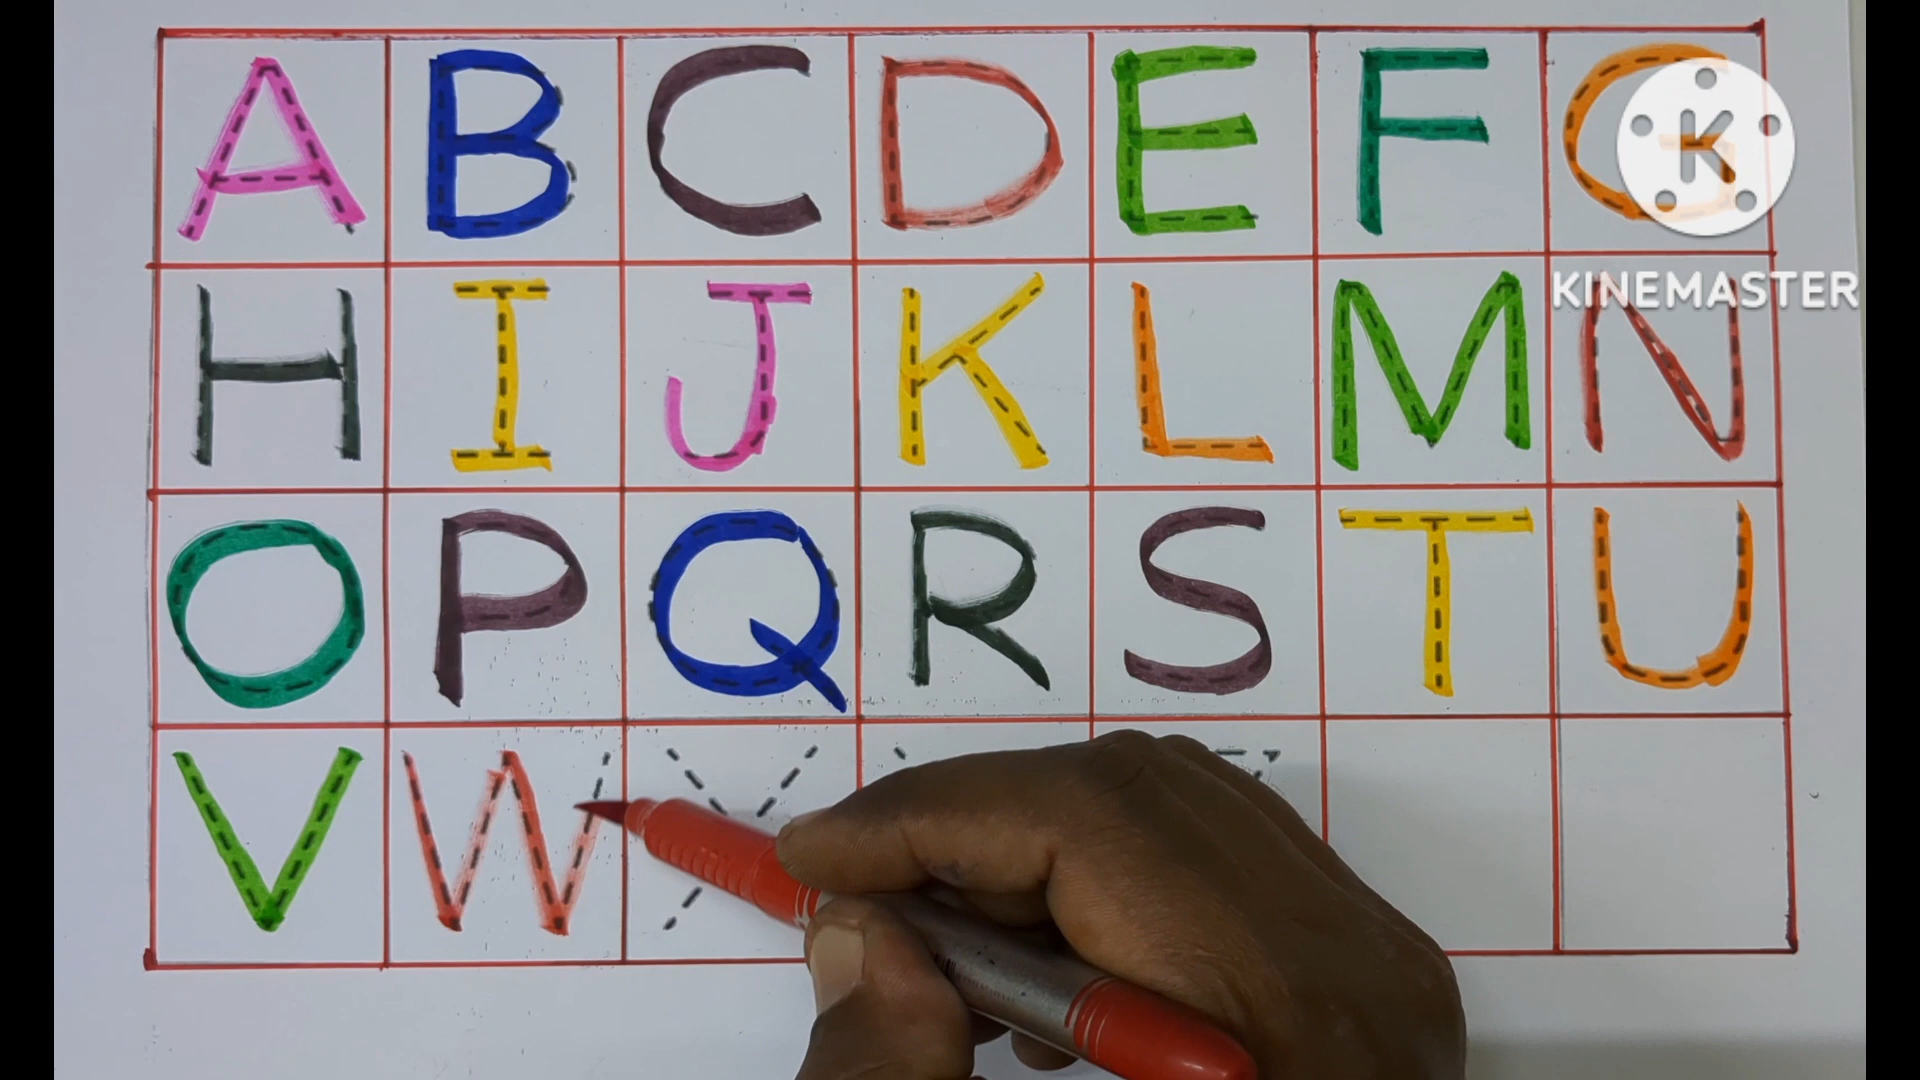 A B C D E F G
KINEMASTER
H I J K L M N
O P Q R S T U
V W X